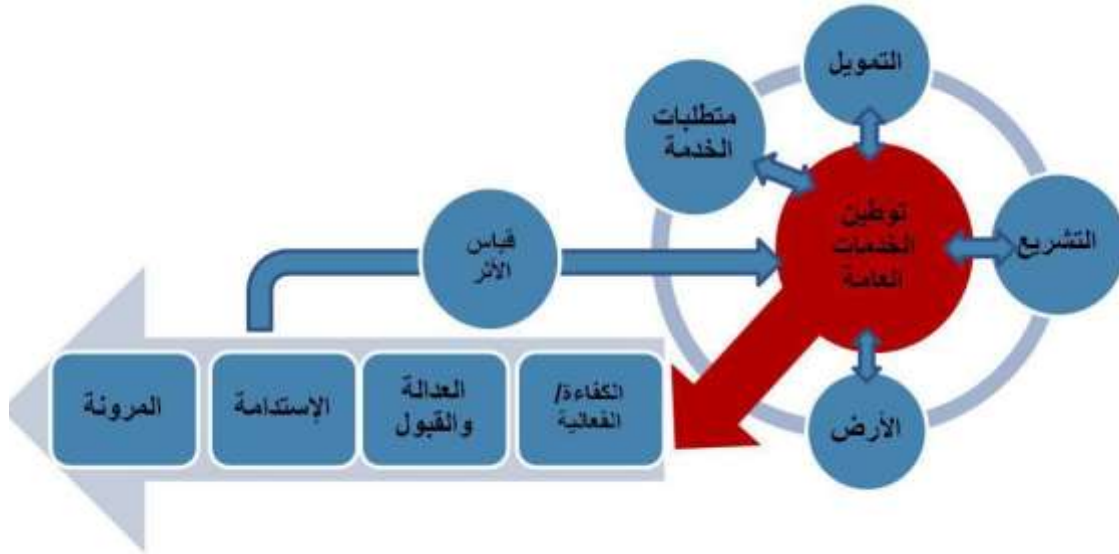 التمويل
متطلبات
الخدمة
توطين
الخدمات
العامة
التشريع
الأرض
قياس
الأثر
الكفاءة/
الفعالية
العدالة
والقبول
الإستدامة
المرونة